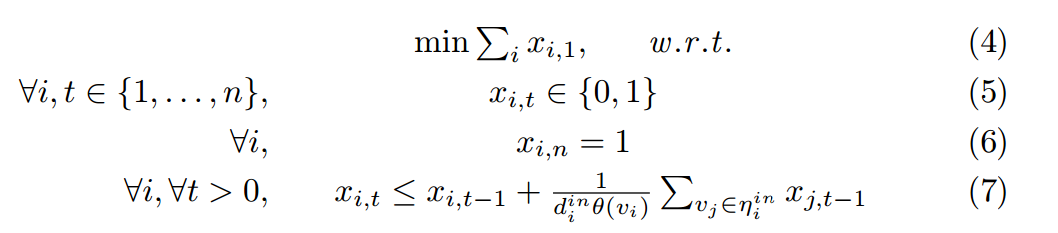 min ∑_i x_{i,1},   w.r.t.   (4)
∀i, t ∈ {1, . . . , n},   x_{i,t} ∈ {0, 1}   (5)
∀i,   x_{i,n} = 1   (6)
∀i, ∀t > 0,   x_{i,t} ≤ x_{i,t−1} + \frac{1}{d_i^{in} θ(v_i)} ∑_{v_j ∈ η_i^{in}} x_{j,t−1}   (7)